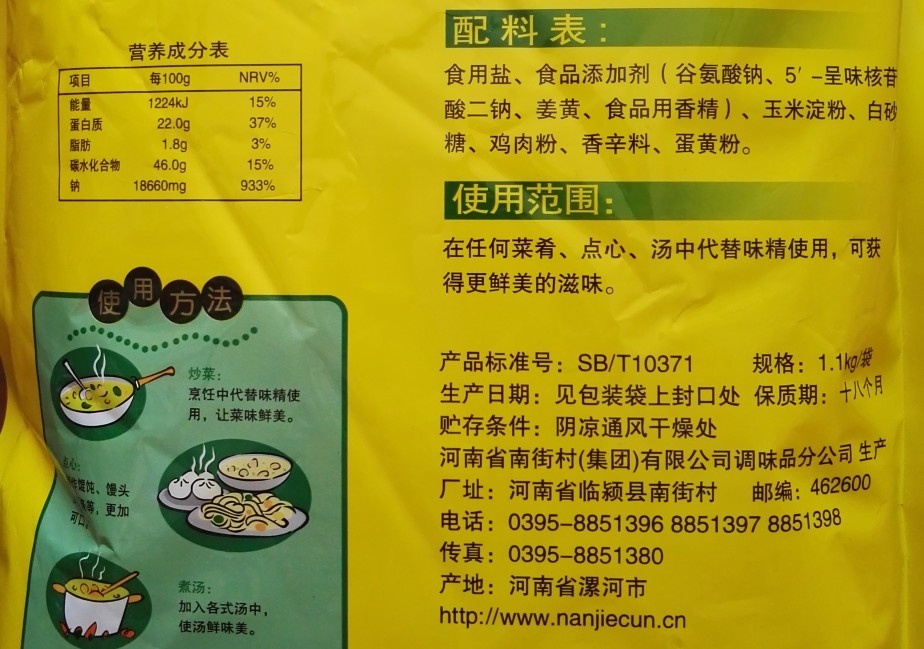 营养成分表
项目 每100g NRV%
能量 1224kJ 15%
蛋白质 22.0g 37%
脂肪 1.8g 3%
碳水化合物 46.0g 15%
钠 18660mg 933%
使用方法
炒菜：
烹饪中代替味精使
用，让菜味鲜美。
点心：
馄饨、馒头
等，更加
可口。
煮汤：
加入各式汤中，
使汤鲜味美。
配料表：
食用盐、食品添加剂（谷氨酸钠、5′-呈味核苷
酸二钠、姜黄、食品用香精）、玉米淀粉、白砂
糖、鸡肉粉、香辛料、蛋黄粉。
使用范围：
在任何菜肴、点心、汤中代替味精使用，可获
得更鲜美的滋味。
产品标准号：SB/T10371 规格：1.1kg/袋
生产日期：见包装袋上封口处 保质期：十八个月
贮存条件：阴凉通风干燥处
河南省南街村(集团)有限公司调味品分公司 生产
厂址：河南省临颍县南街村 邮编：462600
电话：0395-8851396 8851397 8851398
传真：0395-8851380
产地：河南省漯河市
http://www.nanjiecun.cn